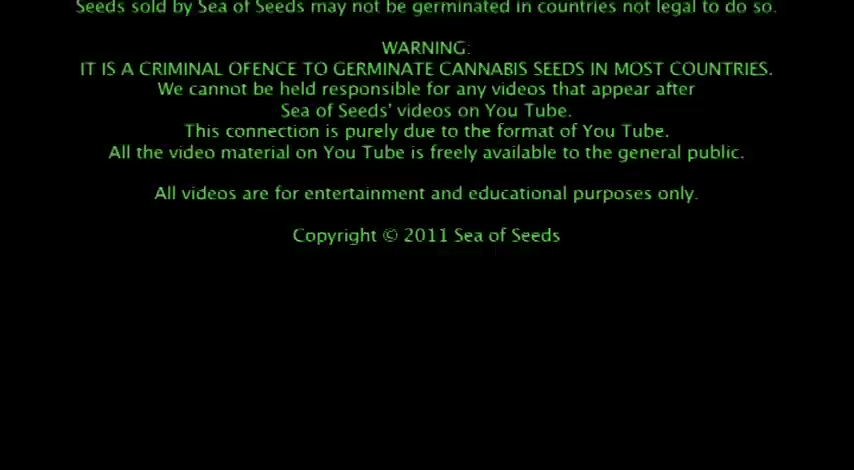 Seeds sold by Sea of Seeds may not be germinated in countries not legal to do so.
WARNING:
IT IS A CRIMINAL OFENCE TO GERMINATE CANNABIS SEEDS IN MOST COUNTRIES.
We cannot be held responsible for any videos that appear after
Sea of Seeds' videos on You Tube.
This connection is purely due to the format of You Tube.
All the video material on You Tube is freely available to the general public.
All videos are for entertainment and educational purposes only.
Copyright © 2011 Sea of Seeds